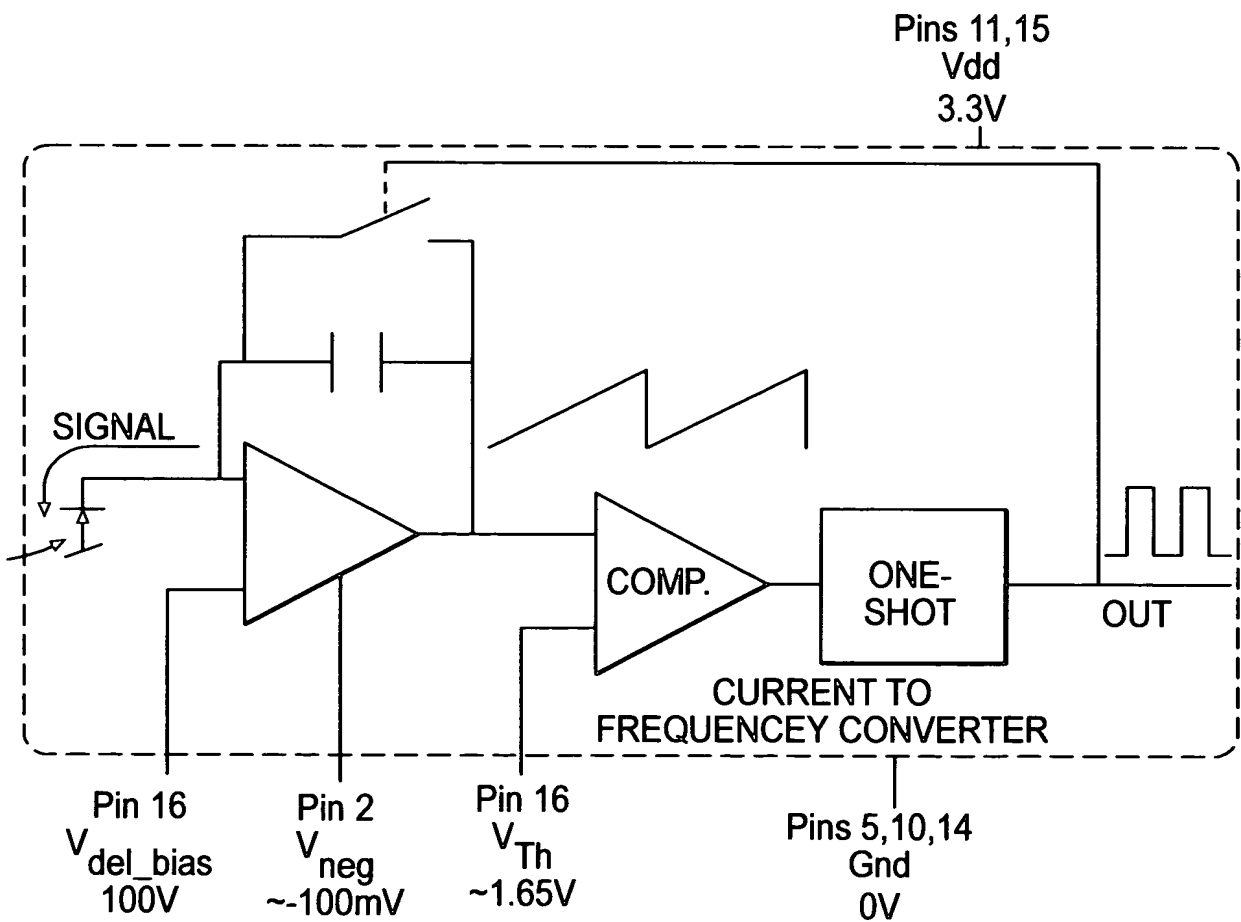 Pins 11,15
Vdd
3.3V
SIGNAL
COMP.
ONE-
SHOT
OUT
CURRENT TO
FREQUENCEY CONVERTER
Pin 16
Vdel_bias
100V
Pin 2
Vneg
~-100mV
Pin 16
VTh
~1.65V
Pins 5,10,14
Gnd
0V